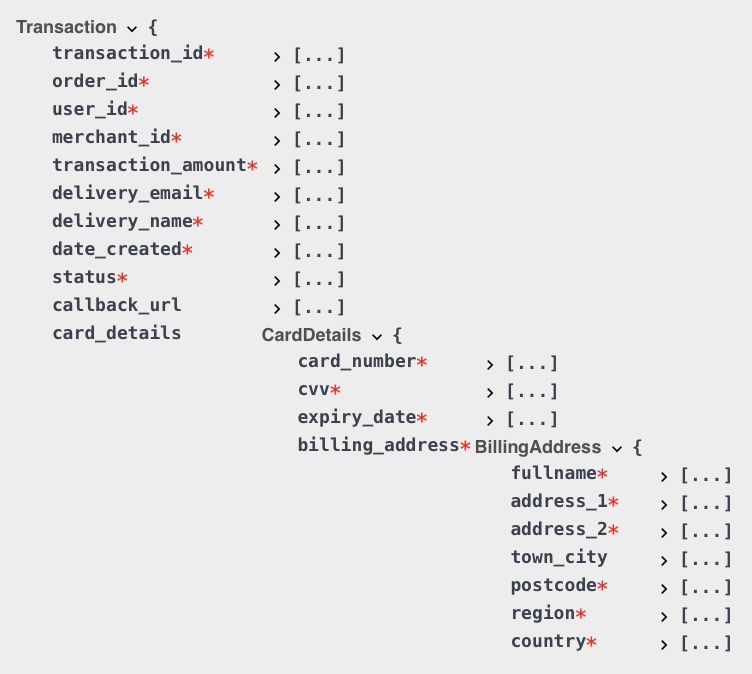 Transaction {
transaction_id* > [...]
order_id* > [...]
user_id* > [...]
merchant_id* > [...]
transaction_amount* > [...]
delivery_email* > [...]
delivery_name* > [...]
date_created* > [...]
status* > [...]
callback_url > [...]
card_details CardDetails {
card_number* > [...]
cvv* > [...]
expiry_date* > [...]
billing_address* BillingAddress {
fullname* > [...]
address_1* > [...]
address_2* > [...]
town_city > [...]
postcode* > [...]
region* > [...]
country* > [...]